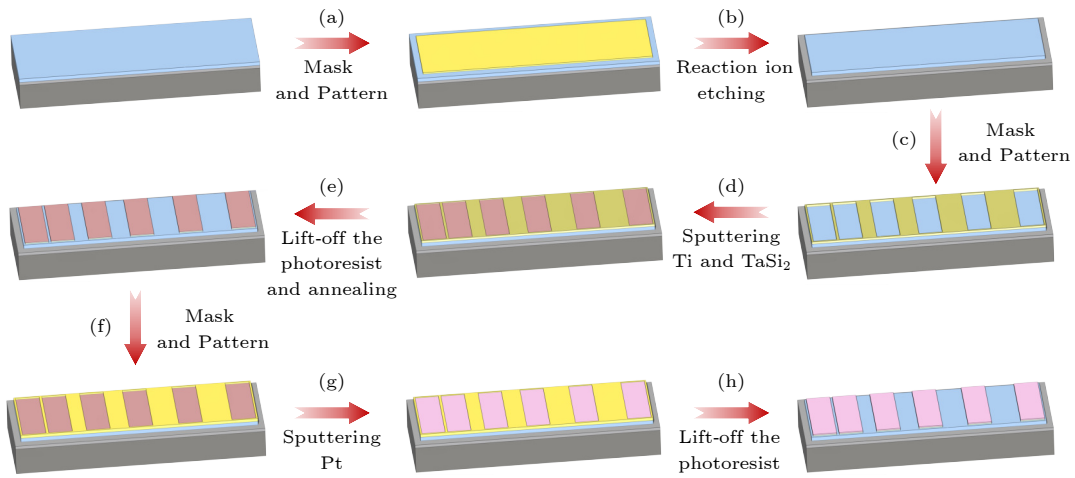 (a)
Mask
and Pattern
(b)
Reaction ion
etching
(c)
Mask
and Pattern
(d)
Sputtering
Ti and TaSi₂
(e)
Lift-off the
photoresist
and annealing
(f)
Mask
and Pattern
(g)
Sputtering
Pt
(h)
Lift-off the
photoresist